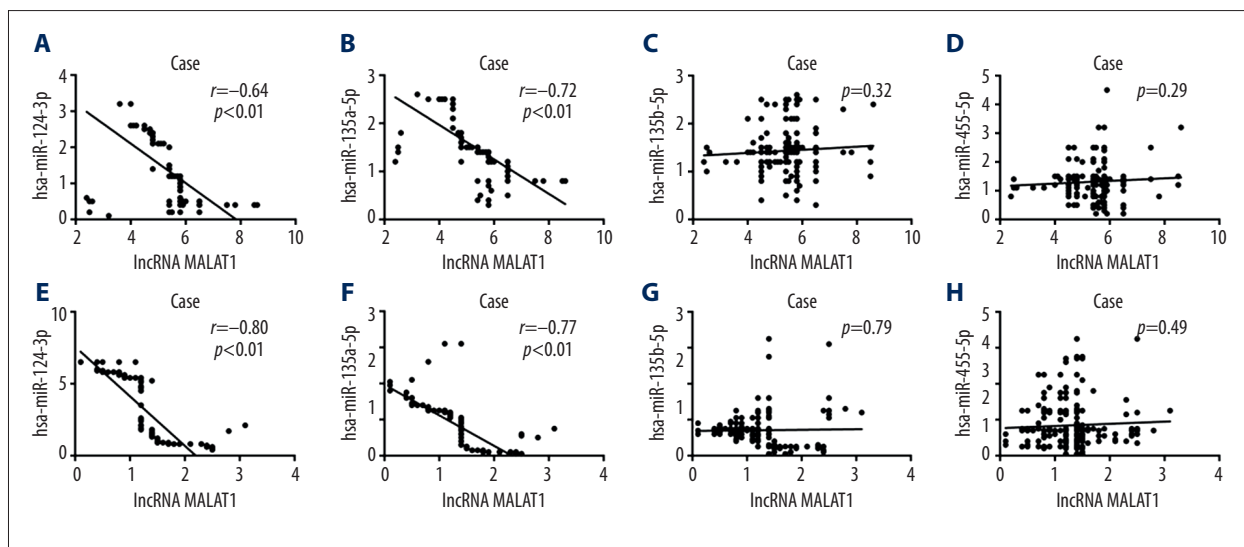 A
Case
r=−0.64
p<0.01
hsa-miR-124-3p
4
3
2
1
0
2 4 6 8 10
lncRNA MALAT1
B
Case
r=−0.72
p<0.01
hsa-miR-135a-5p
3
2
1
0
2 4 6 8 10
lncRNA MALAT1
C
Case
p=0.32
hsa-miR-135b-5p
3
2
1
0
2 4 6 8 10
lncRNA MALAT1
D
Case
p=0.29
hsa-miR-455-5p
5
4
3
2
1
0
2 4 6 8 10
lncRNA MALAT1
E
Case
r=−0.80
p<0.01
hsa-miR-124-3p
10
5
0
0 1 2 3 4
lncRNA MALAT1
F
Case
r=−0.77
p<0.01
hsa-miR-135a-5p
3
2
1
0
0 1 2 3 4
lncRNA MALAT1
G
Case
p=0.79
hsa-miR-135b-5p
3
2
1
0
0 1 2 3 4
lncRNA MALAT1
H
Case
p=0.49
hsa-miR-455-5p
5
4
3
2
1
0
0 1 2 3 4
lncRNA MALAT1